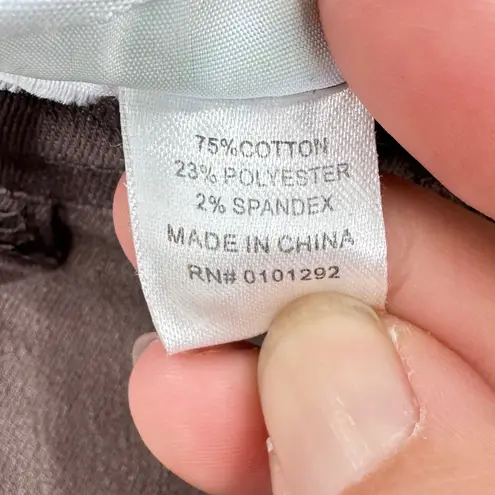 75%COTTON
23% POLYESTER
2% SPANDEX
MADE IN CHINA
RN# 0101292